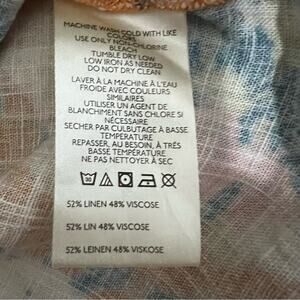 MACHINE WASH COLD WITH LIKE
COLORS
USE ONLY NON-CHLORINE
BLEACH
TUMBLE DRY LOW
LOW IRON AS NEEDED
DO NOT DRY CLEAN
LAVER À LA MACHINE À L'EAU
FROIDE AVEC COULEURS
SIMILAIRES
UTILISER UN AGENT DE
BLANCHIMENT SANS CHLORE SI
NÉCESSAIRE
SECHER PAR CULBUTAGE À BASSE
TEMPÉRATURE
REPASSER, AU BESOIN, À TRÈS
BASSE TEMPÉRATURE
NE PAS NETTOYER À SEC
30
52% LINEN 48% VISCOSE
52% LIN 48% VISCOSE
52% LEINEN 48% VISKOSE